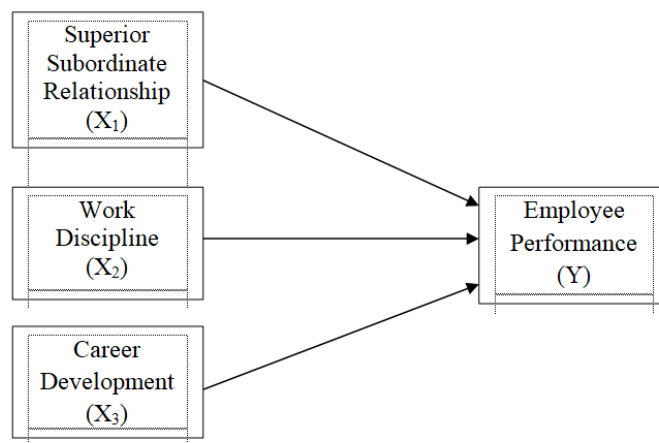 Superior
Subordinate
Relationship
(X₁)
Work
Discipline
(X₂)
Career
Development
(X₃)
Employee
Performance
(Y)